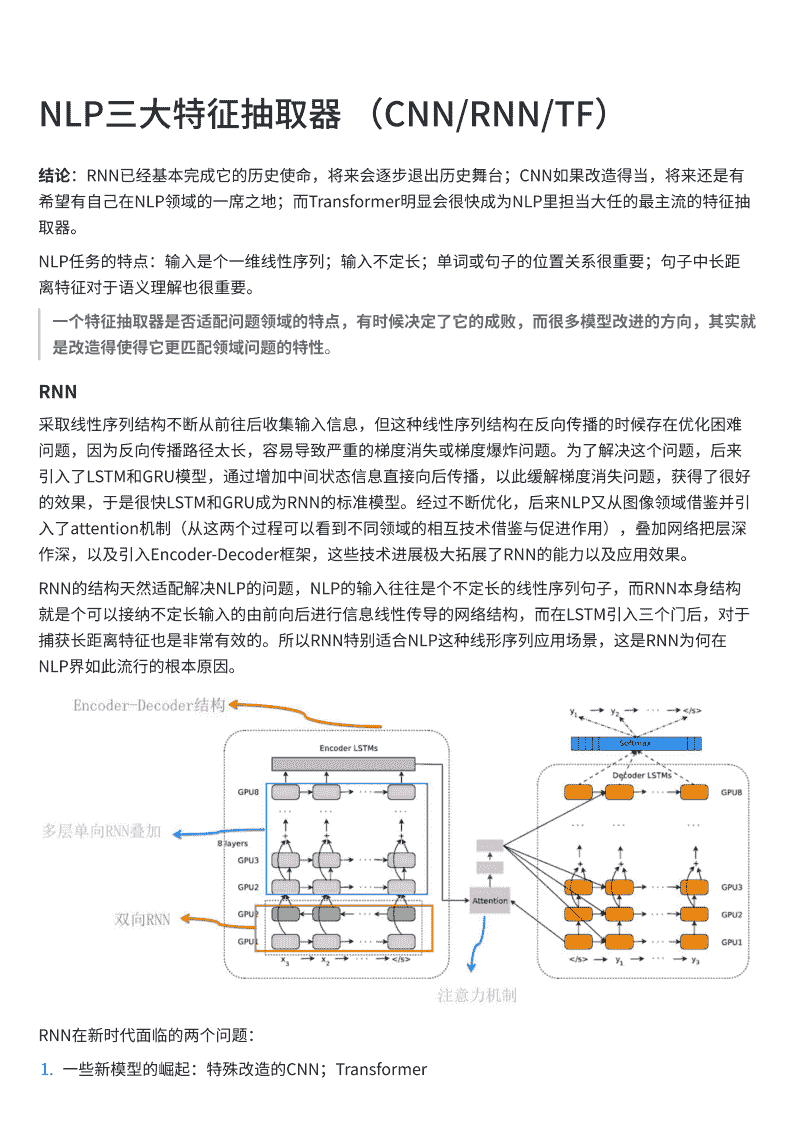 NLP三大特征抽取器 （CNN/RNN/TF）
结论：RNN已经基本完成它的历史使命，将来会逐步退出历史舞台；CNN如果改造得当，将来还是有
希望有自己在NLP领域的一席之地；而Transformer明显会很快成为NLP里担当大任的最主流的特征抽
取器。
NLP任务的特点：输入是个一维线性序列；输入不定长；单词或句子的位置关系很重要；句子中长距
离特征对于语义理解也很重要。
一个特征抽取器是否适配问题领域的特点，有时候决定了它的成败，而很多模型改进的方向，其实就
是改造得使得它更匹配领域问题的特性。
RNN
采取线性序列结构不断从前往后收集输入信息，但这种线性序列结构在反向传播的时候存在优化困难
问题，因为反向传播路径太长，容易导致严重的梯度消失或梯度爆炸问题。为了解决这个问题，后来
引入了LSTM和GRU模型，通过增加中间状态信息直接向后传播，以此缓解梯度消失问题，获得了很好
的效果，于是很快LSTM和GRU成为RNN的标准模型。经过不断优化，后来NLP又从图像领域借鉴并引
入了attention机制（从这两个过程可以看到不同领域的相互技术借鉴与促进作用），叠加网络把层深
作深，以及引入Encoder-Decoder框架，这些技术进展极大拓展了RNN的能力以及应用效果。
RNN的结构天然适配解决NLP的问题，NLP的输入往往是个不定长的线性序列句子，而RNN本身结构
就是个可以接纳不定长输入的由前向后进行信息线性传导的网络结构，而在LSTM引入三个门后，对于
捕获长距离特征也是非常有效的。所以RNN特别适合NLP这种线形序列应用场景，这是RNN为何在
NLP界如此流行的根本原因。
Encoder-Decoder结构
y1 y2 ··· </s>
Softmax
Encoder LSTMs
Decoder LSTMs
GPU8 ··· GPU8
··· ···
多层单向RNN叠加
8 layers
GPU3 ··· GPU3
GPU2 ··· Attention
双向RNN
GPU2 ··· GPU2
GPU1 ··· GPU1
x3 x2 ··· </s>
</s> y1 ··· y3
注意力机制
RNN在新时代面临的两个问题：
1. 一些新模型的崛起：特殊改造的CNN；Transformer